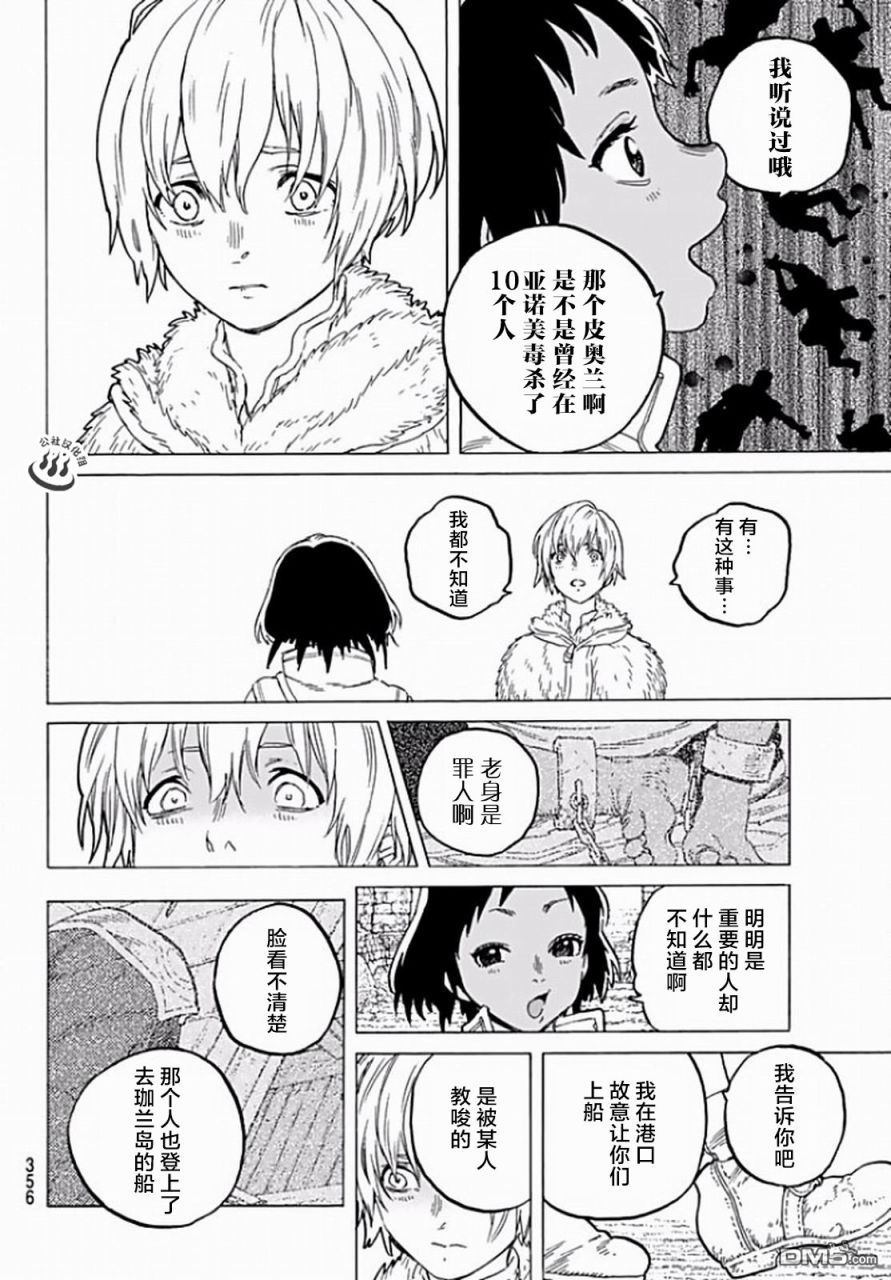 我听说过哦
那个皮奥兰啊
是不是曾经在
亚诺美毒杀了
10个人
公社汉化组
有…
有这种事…
我都不知道
老身是
罪人啊
明明是
重要的人却
什么都
不知道啊
我告诉你吧
我在港口
故意让你们
上船
是被某人
教唆的
脸看不清楚
那个人也登上了
去珈兰岛的船
356
DM5.com